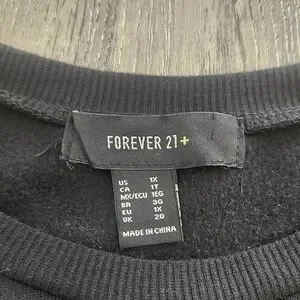 FOREVER 21+
US 1X
CA 1T
MX/ECU 1EG
BR 3G
EU 1X
UK 20
MADE IN CHINA